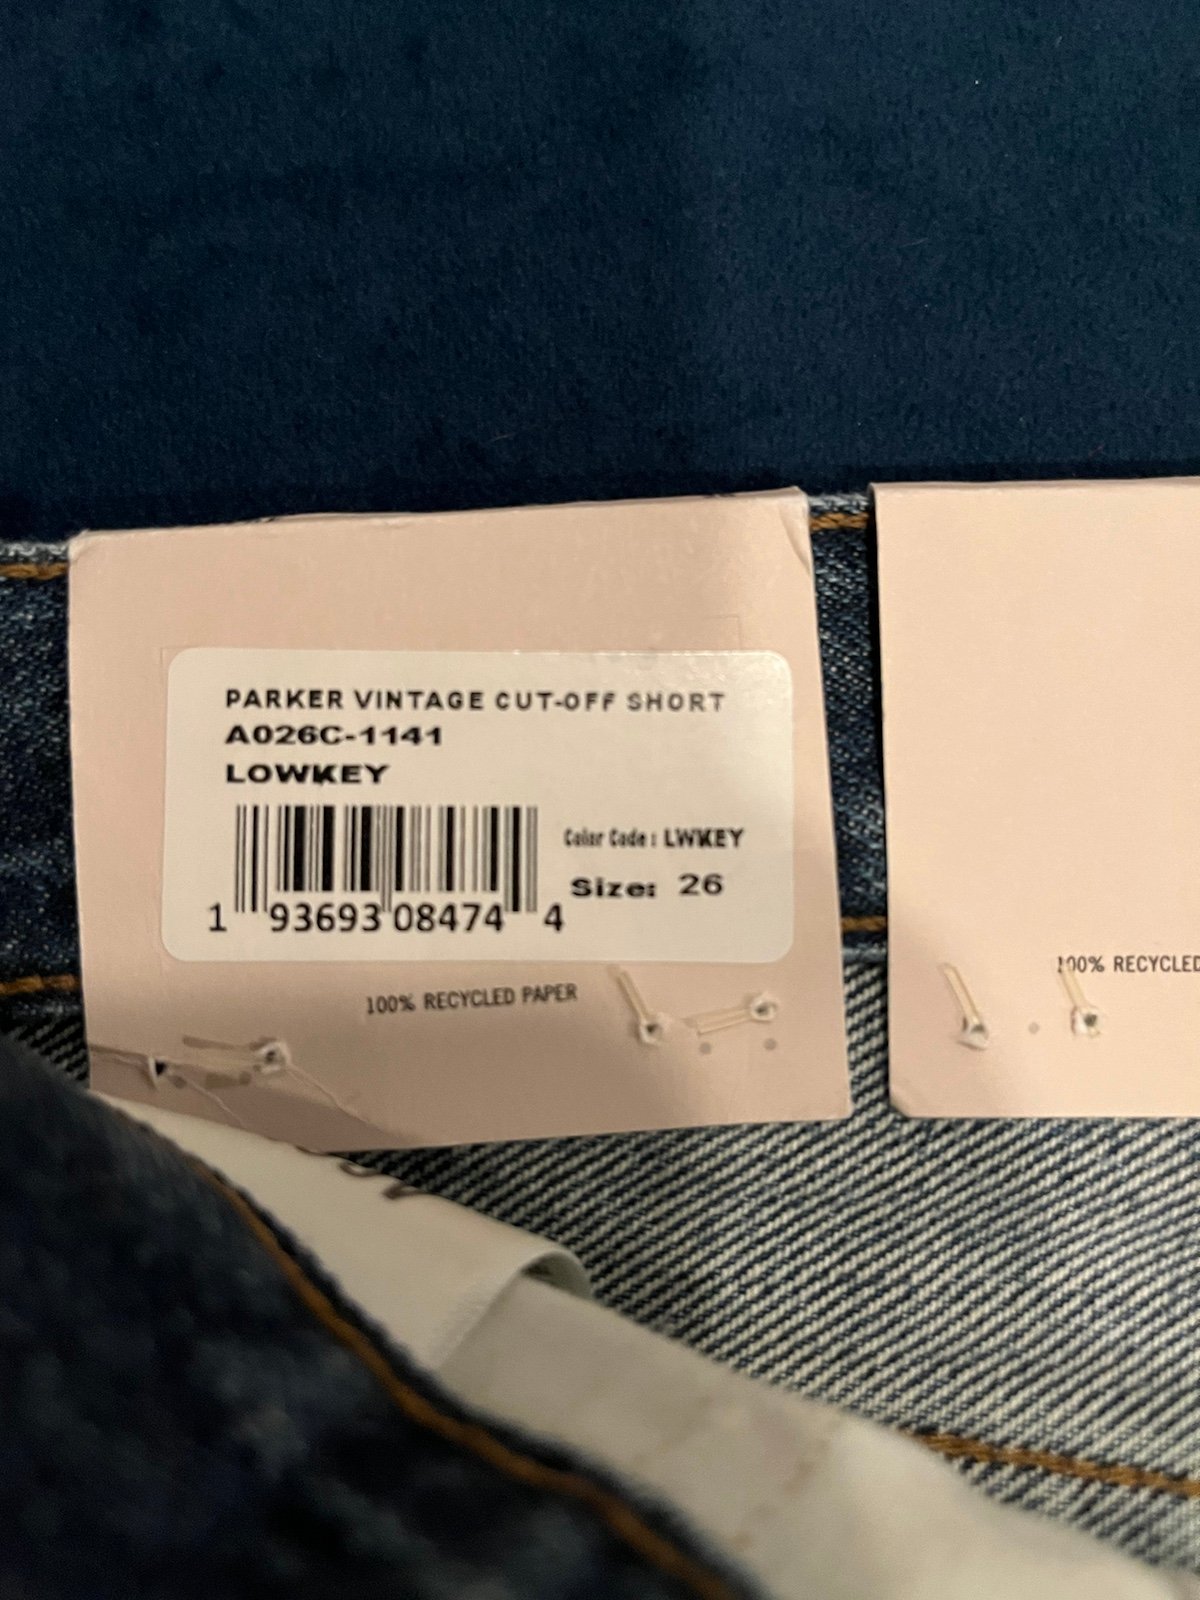 PARKER VINTAGE CUT-OFF SHORT
A026C-1141
LOWKEY
Color Code: LWKEY
Size: 26
1 93693 08474 4
100% RECYCLED PAPER
100% RECYCLED